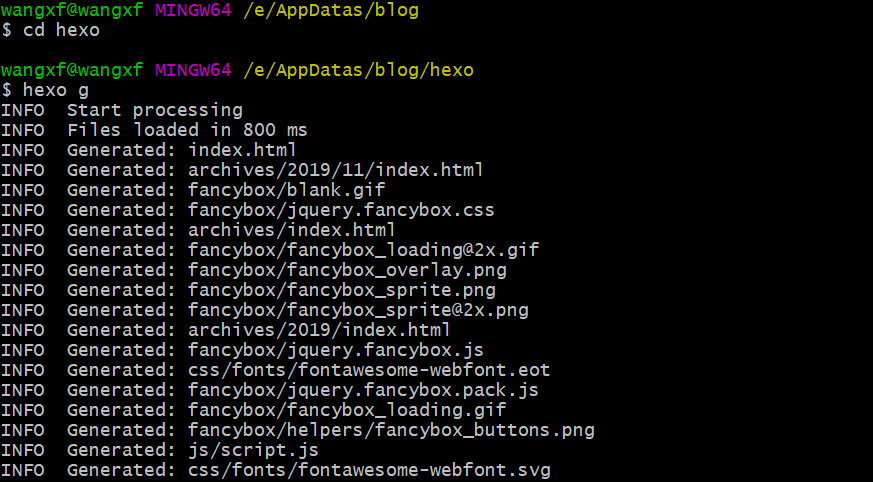 wangxf@wangxf MINGW64 /e/AppDatas/blog
$ cd hexo
wangxf@wangxf MINGW64 /e/AppDatas/blog/hexo
$ hexo g
INFO  Start processing
INFO  Files loaded in 800 ms
INFO  Generated: index.html
INFO  Generated: archives/2019/11/index.html
INFO  Generated: fancybox/blank.gif
INFO  Generated: fancybox/jquery.fancybox.css
INFO  Generated: archives/index.html
INFO  Generated: fancybox/fancybox_loading@2x.gif
INFO  Generated: fancybox/fancybox_overlay.png
INFO  Generated: fancybox/fancybox_sprite.png
INFO  Generated: fancybox/fancybox_sprite@2x.png
INFO  Generated: archives/2019/index.html
INFO  Generated: fancybox/jquery.fancybox.js
INFO  Generated: css/fonts/fontawesome-webfont.eot
INFO  Generated: fancybox/jquery.fancybox.pack.js
INFO  Generated: fancybox/fancybox_loading.gif
INFO  Generated: fancybox/helpers/fancybox_buttons.png
INFO  Generated: js/script.js
INFO  Generated: css/fonts/fontawesome-webfont.svg